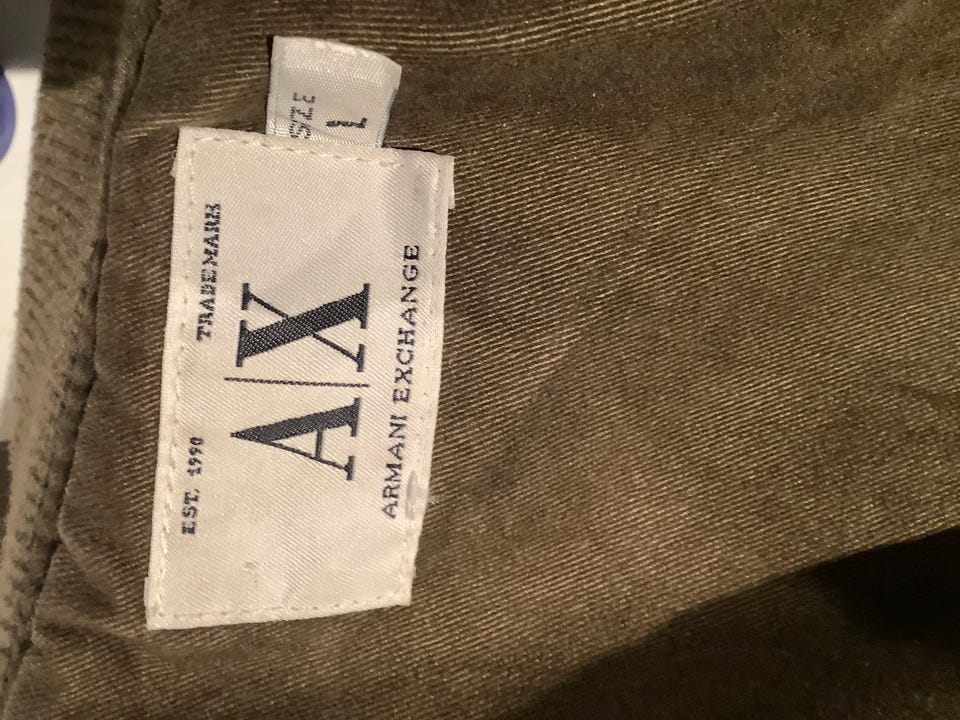 EST. 1990 TRADEMARK
A|X
ARMANI EXCHANGE
SIZE